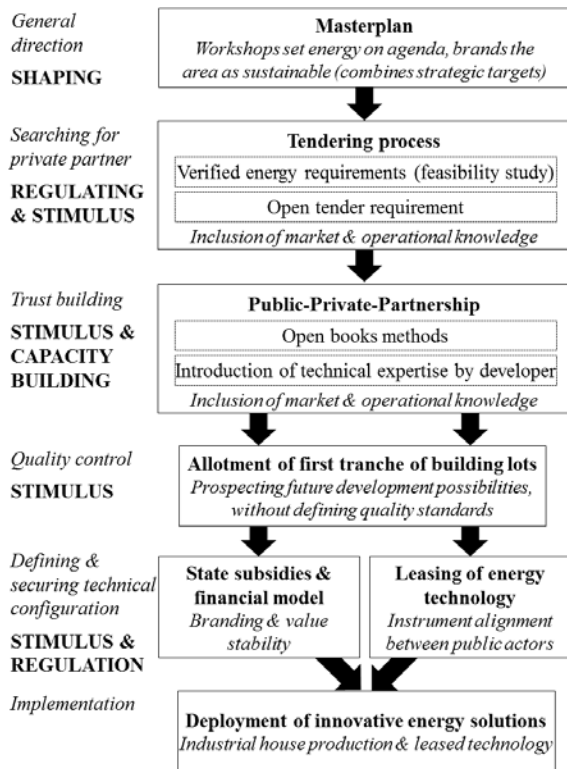 General
direction
SHAPING
Masterplan
Workshops set energy on agenda, brands the
area as sustainable (combines strategic targets)
Searching for
private partner
REGULATING
& STIMULUS
Tendering process
Verified energy requirements (feasibility study)
Open tender requirement
Inclusion of market & operational knowledge
Trust building
STIMULUS &
CAPACITY
BUILDING
Public-Private-Partnership
Open books methods
Introduction of technical expertise by developer
Inclusion of market & operational knowledge
Quality control
STIMULUS
Allotment of first tranche of building lots
Prospecting future development possibilities,
without defining quality standards
Defining &
securing technical
configuration
STIMULUS &
REGULATION
State subsidies &
financial model
Branding & value
stability
Leasing of energy
technology
Instrument alignment
between public actors
Implementation
Deployment of innovative energy solutions
Industrial house production & leased technology